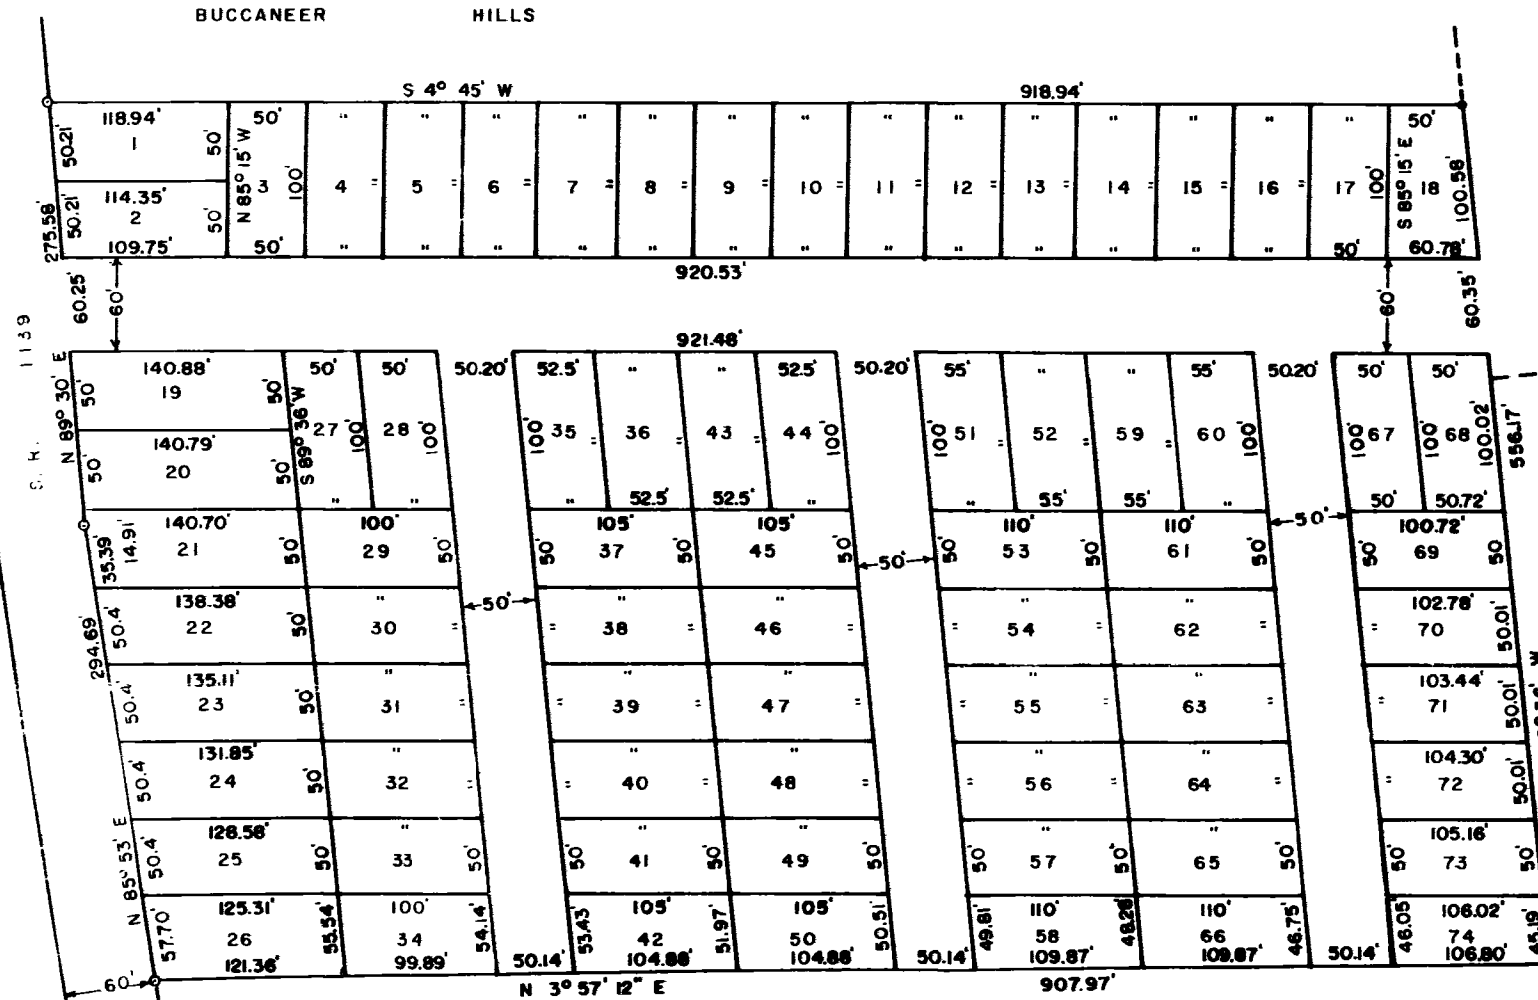 BUCCANEER HILLS
S 4° 45' W 918.94'
118.94' 50' " " " " " " " " " " " " " " 50'
50.21' 1 50'
N 85° 15' W 100' S 85° 15' E 100' 100.58'
114.35' 3 4 " 5 " 6 " 7 " 8 " 9 " 10 " 11 " 12 " 13 " 14 " 15 " 16 " 17 18
50.21' 2 50'
275.58' 109.75' 50' " " " " " " " " " " " " " 50' 60.78'
920.53'
60.25' 60' 60' 60.35'
S. R. 1139
921.48'
N 89° 30' E
140.88' 50' 50' 50.20' 52.5' " " 52.5' 50.20' 55' " " 55' 50.20' 50' 50'
50' 19 50' S 89° 36' W
27 100' 28 100' 100' 35 " 36 " 43 " 44 100' 100' 51 " 52 " 59 " 60 100' 100' 67 100' 68 100.02' 556.17'
140.79'
50' 20 50'
" " " 52.5' 52.5' " " 55' 55' " 50' 50.72'
140.70' 100' 105' 105' 110' 110' 50' 100.72'
35.39' 14.91' 21 50' 29 50' 50' 37 50' 45 50' 50' 50' 53 50' 61 50' 50' 69 50
138.38' " 50' " " " " 102.78'
294.69' 50.4' 22 50' 30 " " 38 " 46 " " 54 " 62 " " 70 50.01'
135.11' " " " " " 103.44'
50.4' 23 50' 31 " " 39 " 47 " " 55 " 63 " " 71 50.01' W
131.85' " " " " " 104.30'
50.4' 24 50' 32 " " 40 " 48 " " 56 " 64 " " 72 50.01'
N 85° 53' E
128.58' " " " " " 105.16'
50.4' 25 50' 33 50' 50' 41 50' 49 50' 50' 57 50' 65 50' 50' 73 50'
125.31' 100' 105' 105' 110' 110' 106.02'
57.70' 26 55.54' 34 54.14' 53.43' 42 51.97' 50 50.51' 49.81' 58 48.28' 66 46.75' 46.05' 74 45.19
121.36' 99.89' 50.14' 104.88' 104.88' 50.14' 109.87' 109.87' 50.14' 106.80'
60' N 3° 57' 12" E 907.97'